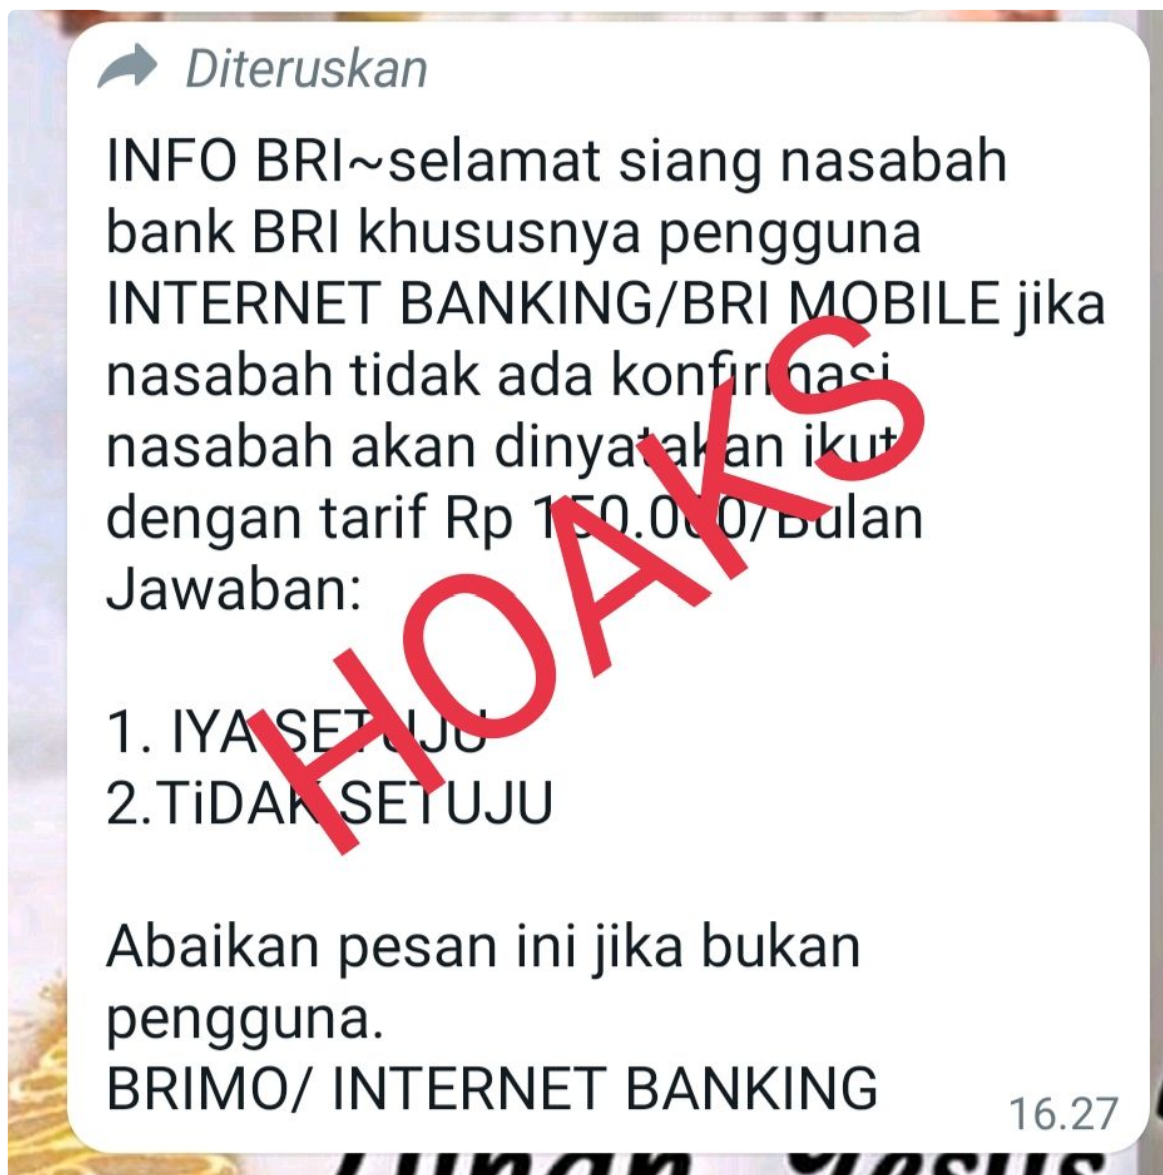 Diteruskan
INFO BRI~selamat siang nasabah
bank BRI khususnya pengguna
INTERNET BANKING/BRI MOBILE jika
nasabah tidak ada konfirmasi
nasabah akan dinyatakan ikut
dengan tarif Rp 150.000/Bulan
Jawaban:
1. IYA SETUJU
2.TiDAK SETUJU
HOAKS
Abaikan pesan ini jika bukan
pengguna.
BRIMO/ INTERNET BANKING
16.27